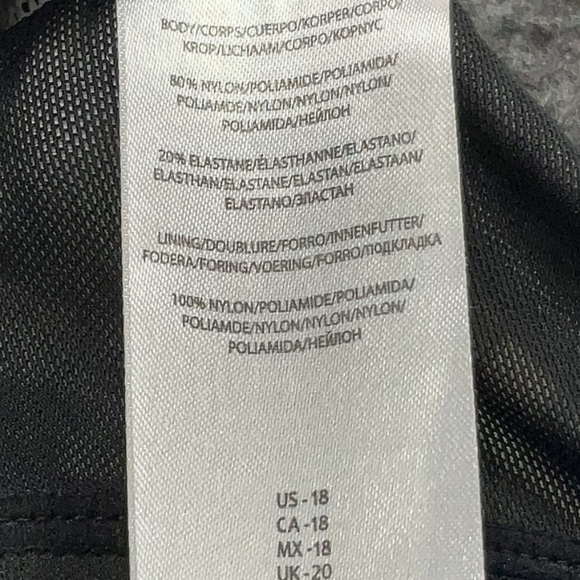 BODY/CORPS/CUERPO/KÖRPER/CORPO/
KROP/LICHAAM/CORPO/КОРПУС
80% NYLON/POLIAMIDE/POLIAMIDA/
POLIAMDE/NYLON/NYLON/NYLON/
POLIAMIDA/НЕЙЛОН
20% ELASTANE/ÉLASTHANNE/ELASTANO/
ELASTHAN/ELASTANE/ELASTAN/ELASTAAN/
ELASTANO/ЭЛАСТАН
LINING/DOUBLURE/FORRO/INNENFUTTER/
FODERA/FORING/VOERING/FORRO/ПОДКЛАДКА
100% NYLON/POLIAMIDE/POLIAMIDA/
POLIAMDE/NYLON/NYLON/NYLON/
POLIAMIDA/НЕЙЛОН
US - 18
CA -18
MX -18
UK -20